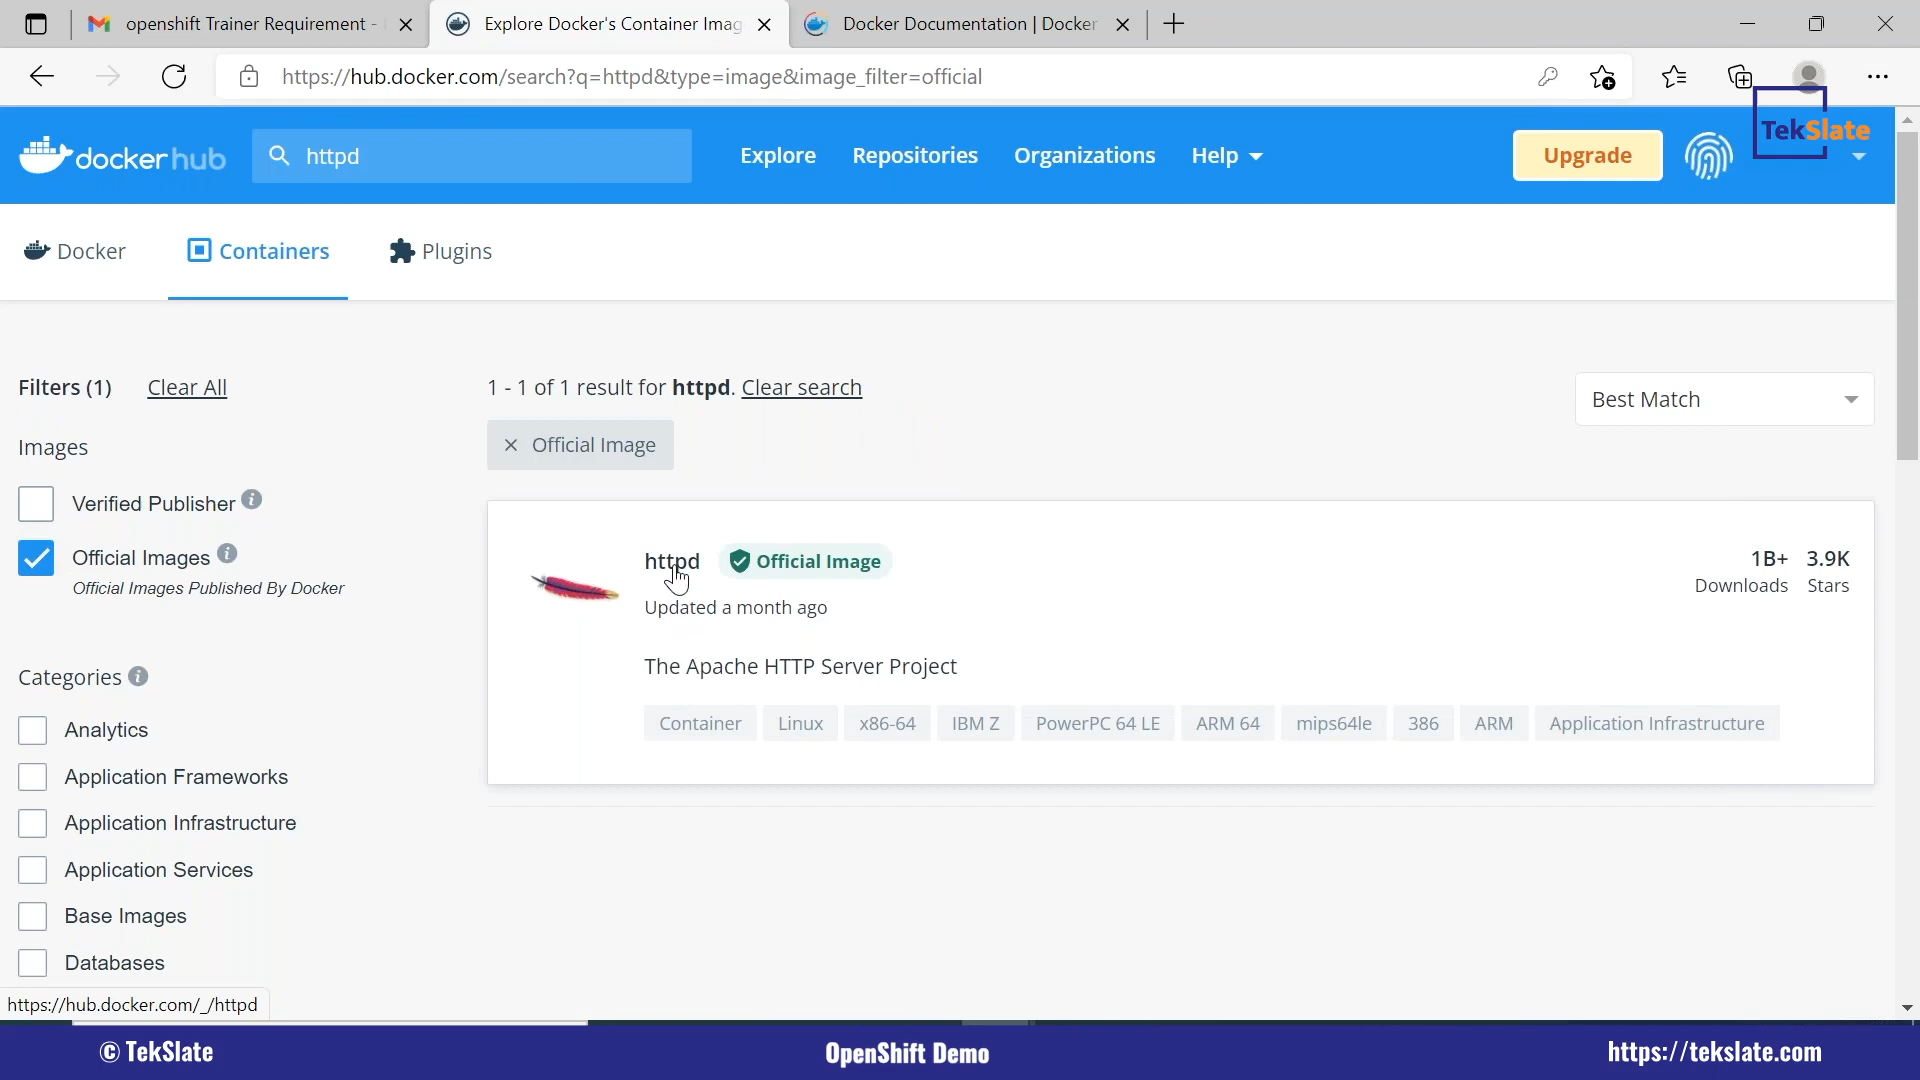 openshift Trainer Requirement -
Explore Docker's Container Imag
Docker Documentation | Docker
https://hub.docker.com/search?q=httpd&type=image&image_filter=official
dockerhub
httpd
Explore
Repositories
Organizations
Help
Upgrade
TekSlate
Docker
Containers
Plugins
Filters (1)
Clear All
1 - 1 of 1 result for httpd. Clear search
Best Match
Official Image
Images
Verified Publisher
Official Images
Official Images Published By Docker
httpd
Official Image
Updated a month ago
1B+
Downloads
3.9K
Stars
The Apache HTTP Server Project
Container
Linux
x86-64
IBM Z
PowerPC 64 LE
ARM 64
mips64le
386
ARM
Application Infrastructure
Categories
Analytics
Application Frameworks
Application Infrastructure
Application Services
Base Images
Databases
https://hub.docker.com/_/httpd
© TekSlate
OpenShift Demo
https://tekslate.com